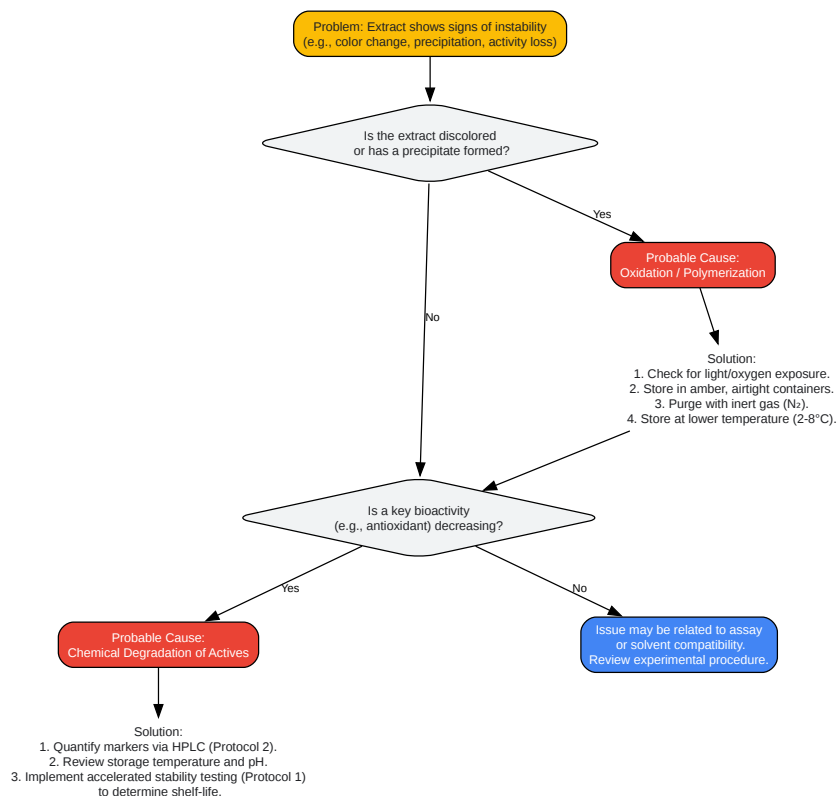 Problem: Extract shows signs of instability
(e.g., color change, precipitation, activity loss)
Is the extract discolored
or has a precipitate formed?
Yes
Probable Cause:
Oxidation / Polymerization
No
Solution:
1. Check for light/oxygen exposure.
2. Store in amber, airtight containers.
3. Purge with inert gas (N₂).
4. Store at lower temperature (2-8°C).
Is a key bioactivity
(e.g., antioxidant) decreasing?
Yes
No
Probable Cause:
Chemical Degradation of Actives
Issue may be related to assay
or solvent compatibility.
Review experimental procedure.
Solution:
1. Quantify markers via HPLC (Protocol 2).
2. Review storage temperature and pH.
3. Implement accelerated stability testing (Protocol 1)
to determine shelf-life.